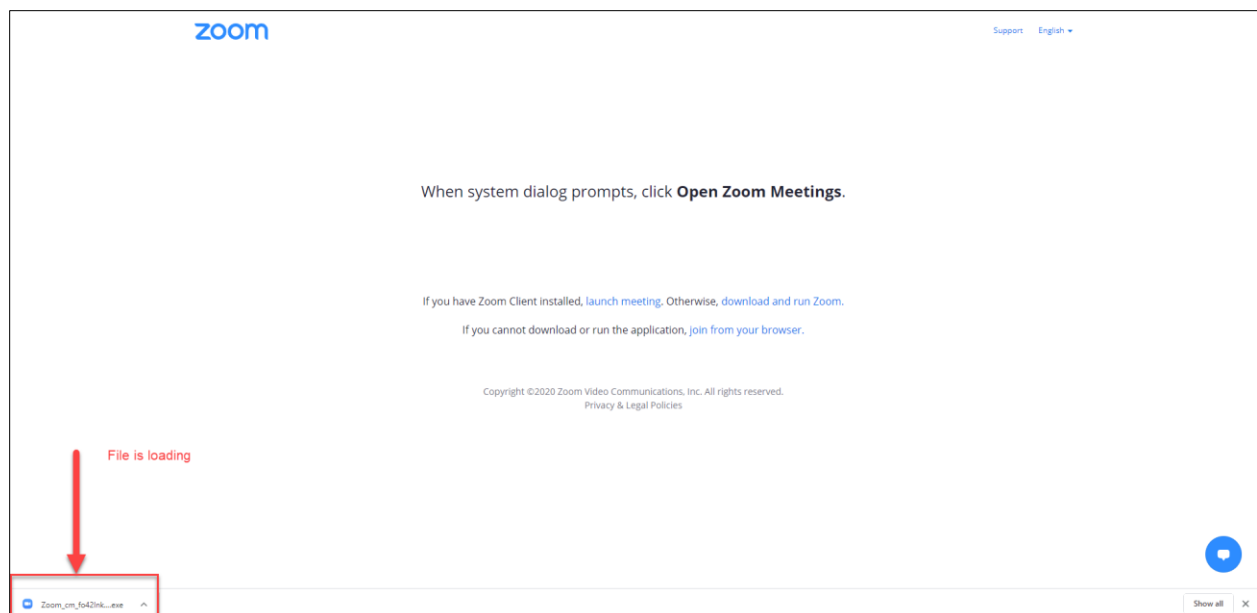 zoom
Support English
When system dialog prompts, click Open Zoom Meetings.
If you have Zoom Client installed, launch meeting. Otherwise, download and run Zoom.
If you cannot download or run the application, join from your browser.
Copyright ©2020 Zoom Video Communications, Inc. All rights reserved.
Privacy & Legal Policies
File is loading
Zoom_cm_fo42lnk....exe
Show all